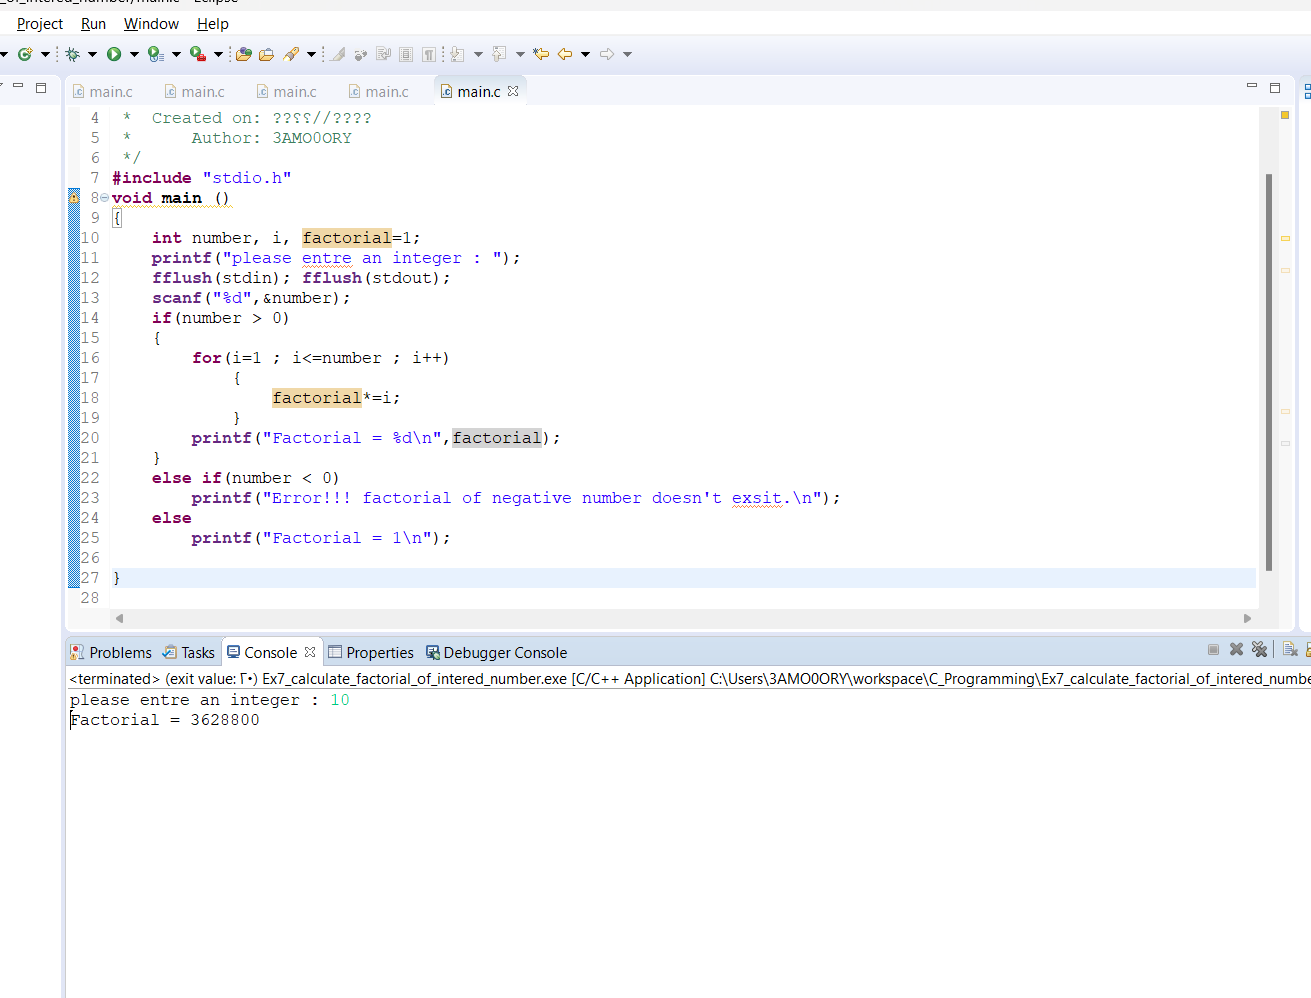 Project Run Window Help
main.c main.c main.c main.c main.c
4 * Created on: ??؟؟//????
5 * Author: 3AMO0ORY
6 */
7 #include "stdio.h"
8 void main ()
9 {
10 int number, i, factorial=1;
11 printf("please entre an integer : ");
12 fflush(stdin); fflush(stdout);
13 scanf("%d",&number);
14 if(number > 0)
15 {
16 for(i=1 ; i<=number ; i++)
17 {
18 factorial*=i;
19 }
20 printf("Factorial = %d\n",factorial);
21 }
22 else if(number < 0)
23 printf("Error!!! factorial of negative number doesn't exsit.\n");
24 else
25 printf("Factorial = 1\n");
26
27 }
28
Problems Tasks Console Properties Debugger Console
<terminated> (exit value: ٢٠) Ex7_calculate_factorial_of_intered_number.exe [C/C++ Application] C:\Users\3AMO0ORY\workspace\C_Programming\Ex7_calculate_factorial_of_intered_numbe
please entre an integer : 10
Factorial = 3628800